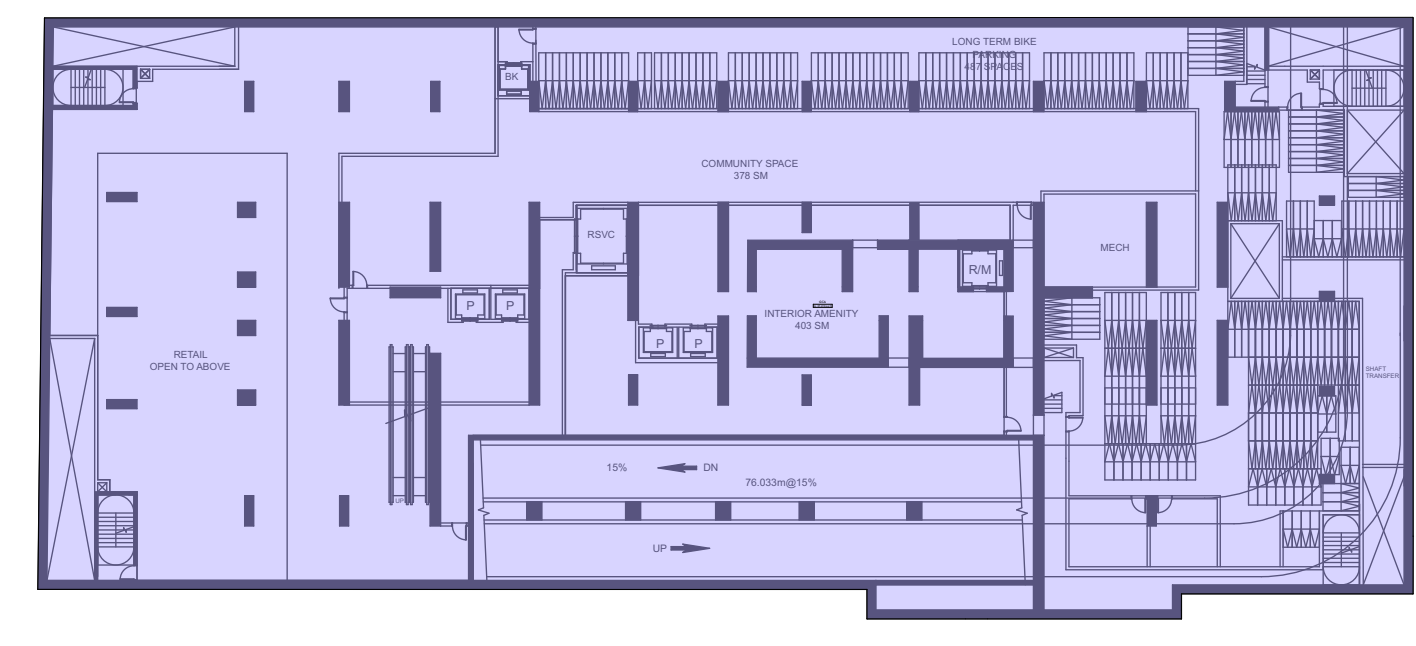 LONG TERM BIKE
PARKING
487 SPACES
BK
COMMUNITY SPACE
378 SM
RSVC
MECH
R/M
P
P
INTERIOR AMENITY
403 SM
P
P
RETAIL
OPEN TO ABOVE
SHAFT
TRANSFER
15%
DN
76.033m@15%
UP
UP